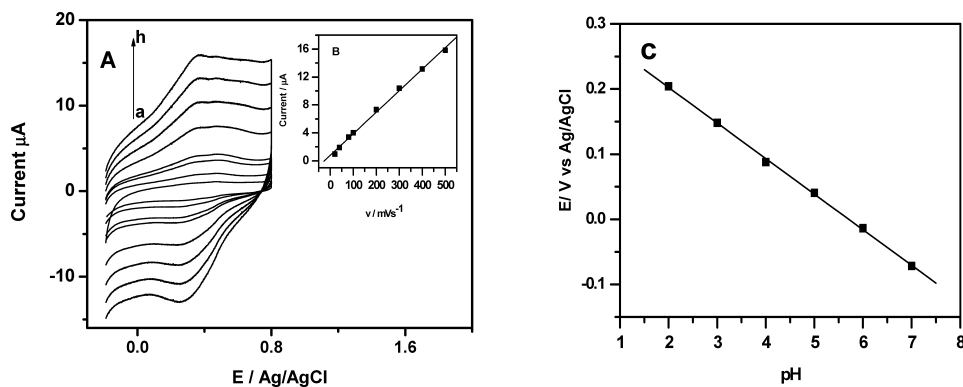 A
h
a
20
10
0
-10
Current µA
0.0 0.8 1.6
E / Ag/AgCl
B
16
12
8
4
0
Current / µA
0 100 200 300 400 500
v / mVs-1
C
0.3
0.2
0.1
0.0
-0.1
E/ V vs Ag/AgCl
1 2 3 4 5 6 7 8
pH